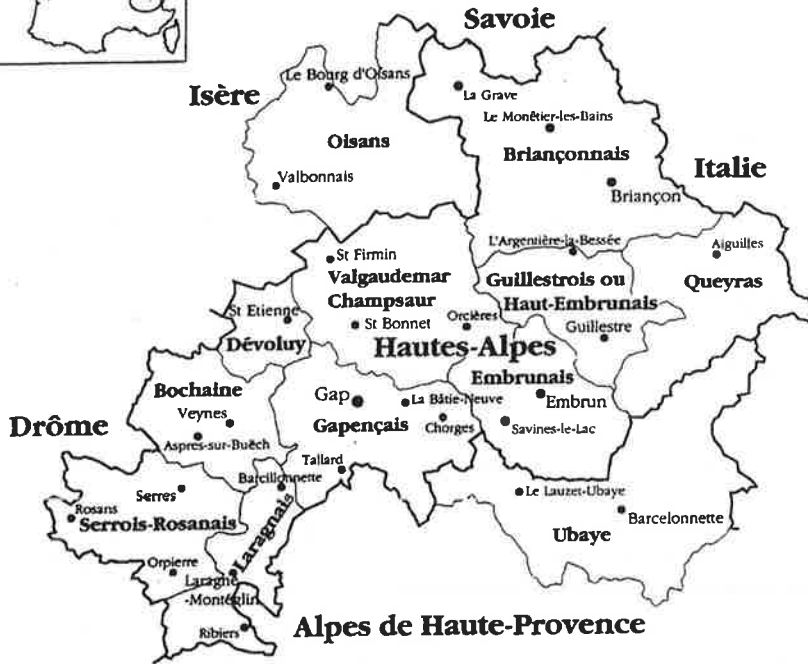 Savoie
Isère
Le Bourg d'Oisans
La Grave
Le Monêtier-les-Bains
Oisans
Briançonnais
Italie
Valbonnais
Briançon
L'Argentière-la-Bessée
Aiguilles
St Firmin
Valgaudemar
Champsaur
Guillestrois ou
Haut-Embrunais
Queyras
St Etienne
St Bonnet
Orcières
Guillestre
Dévoluy
Hautes-Alpes
Bochaine
Embrunais
Gap
La Bâtie-Neuve
Embrun
Veynes
Drôme
Gapençais
Chorges
Savines-le-Lac
Aspres-sur-Buëch
Tallard
Barcillonnette
Serres
Le Lauzet-Ubaye
Rosans
Serrois-Rosanais
Laragnais
Barcelonnette
Ubaye
Orpierre
Laragne
-Montéglin
Ribiers
Alpes de Haute-Provence